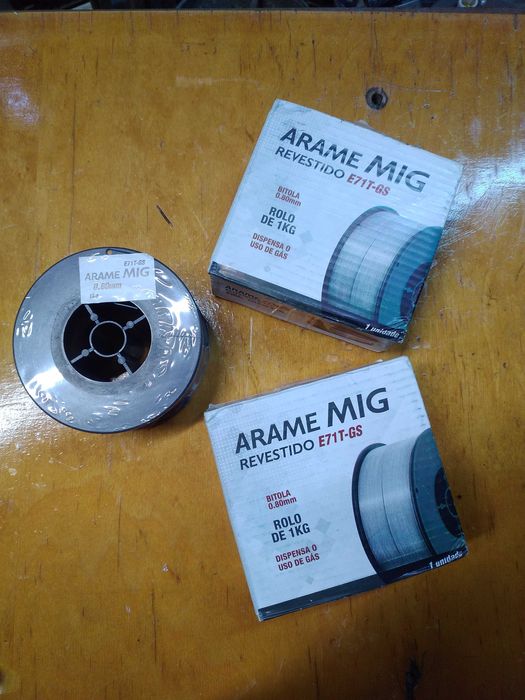 E71T-GS
ARAME MIG
0,80mm
ARAME MIG
REVESTIDO E71T-GS
BITOLA
0.80mm
ROLO
DE 1KG
DISPENSA O
USO DE GÁS
1 unidade
ARAME MIG
REVESTIDO E71T-GS
BITOLA
0.80mm
ROLO
DE 1KG
DISPENSA O
USO DE GÁS
1 unidade